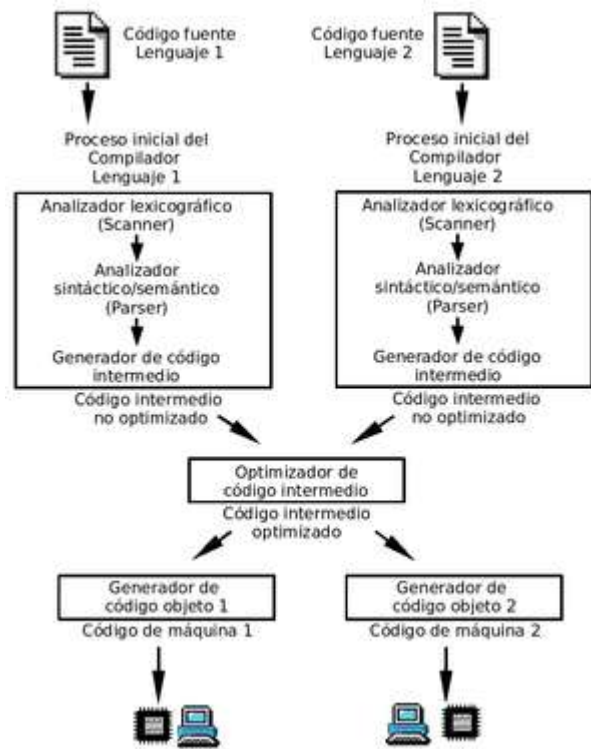 Código fuente
Lenguaje 1
Código fuente
Lenguaje 2
Proceso inicial del
Compilador
Lenguaje 1
Proceso inicial del
Compilador
Lenguaje 2
Analizador lexicográfico
(Scanner)
Analizador
sintáctico/semántico
(Parser)
Generador de código
intermedio
Analizador lexicográfico
(Scanner)
Analizador
sintáctico/semántico
(Parser)
Generador de código
intermedio
Código intermedio
no optimizado
Código intermedio
no optimizado
Optimizador de
código intermedio
Código intermedio
optimizado
Generador de
código objeto 1
Código de máquina 1
Generador de
código objeto 2
Código de máquina 2